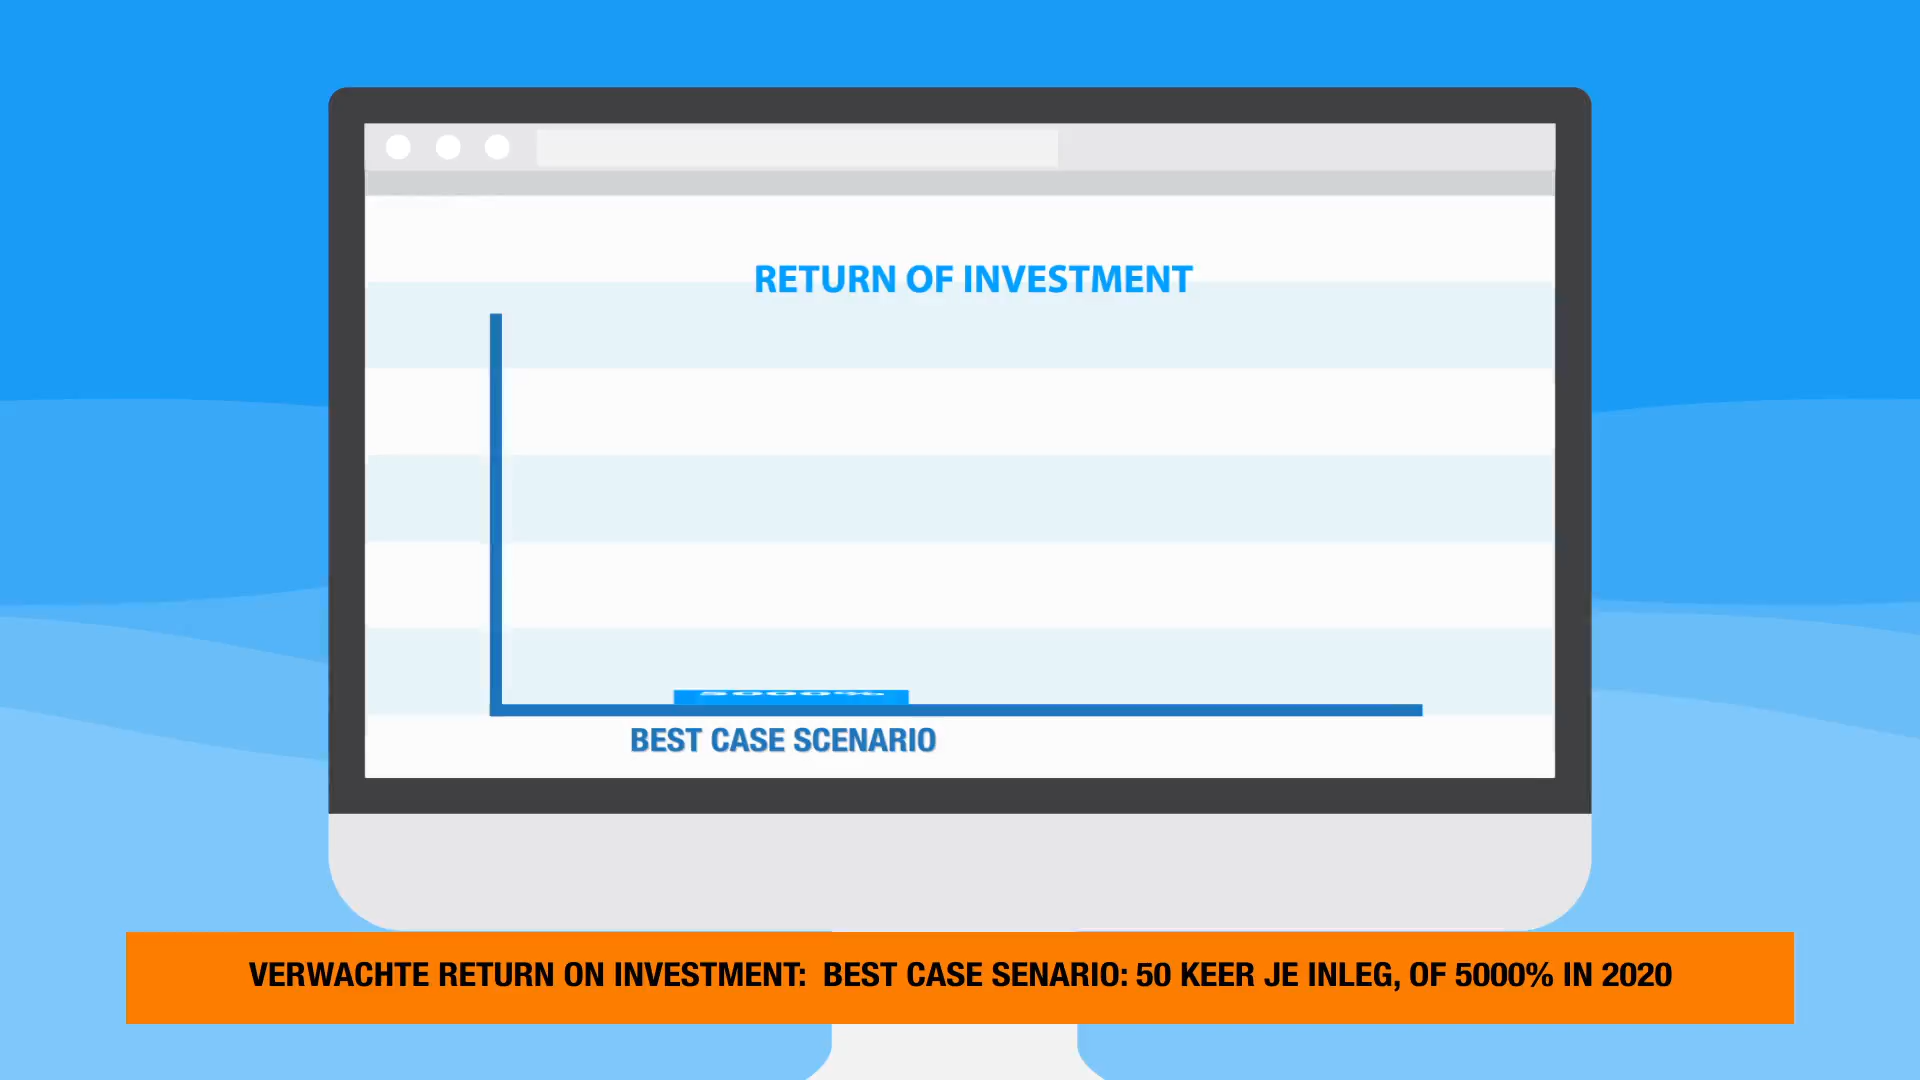 RETURN OF INVESTMENT
5000%
BEST CASE SCENARIO
VERWACHTE RETURN ON INVESTMENT: BEST CASE SENARIO: 50 KEER JE INLEG, OF 5000% IN 2020